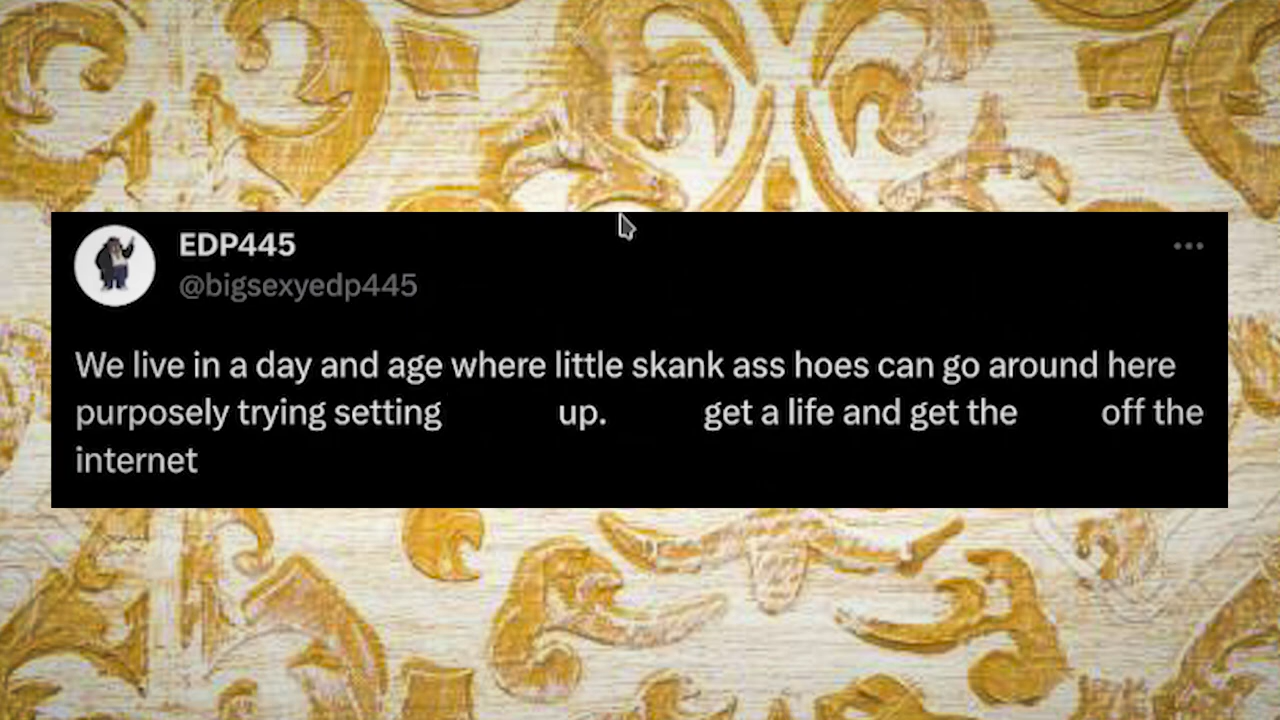 EDP445
@bigsexyedp445
We live in a day and age where little skank ass hoes can go around here
purposely trying setting up. get a life and get the off the
internet